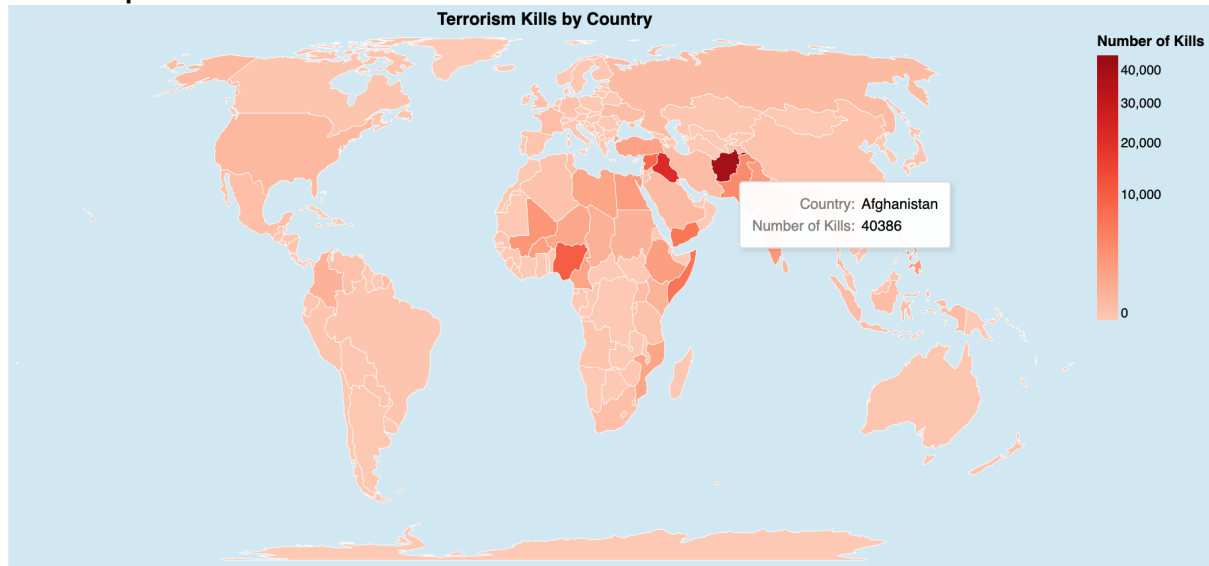 Terrorism Kills by Country
Number of Kills
40,000
30,000
20,000
10,000
0
Country: Afghanistan
Number of Kills: 40386